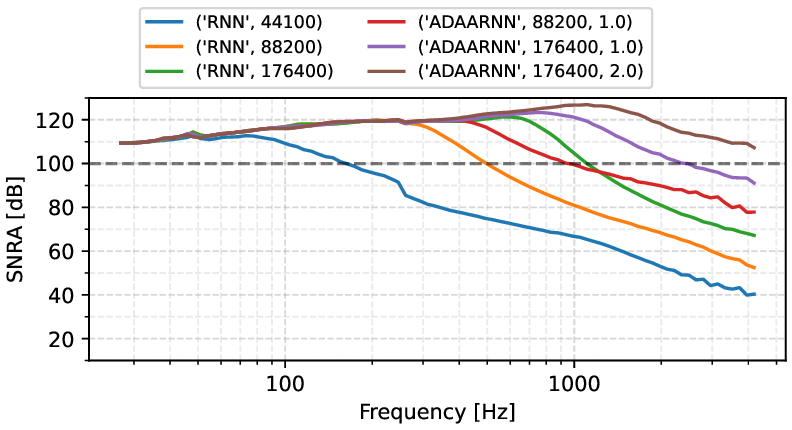 ('RNN', 44100)
('RNN', 88200)
('RNN', 176400)
('ADAARNN', 88200, 1.0)
('ADAARNN', 176400, 1.0)
('ADAARNN', 176400, 2.0)
SNRA [dB]
120
100
80
60
40
20
100
1000
Frequency [Hz]